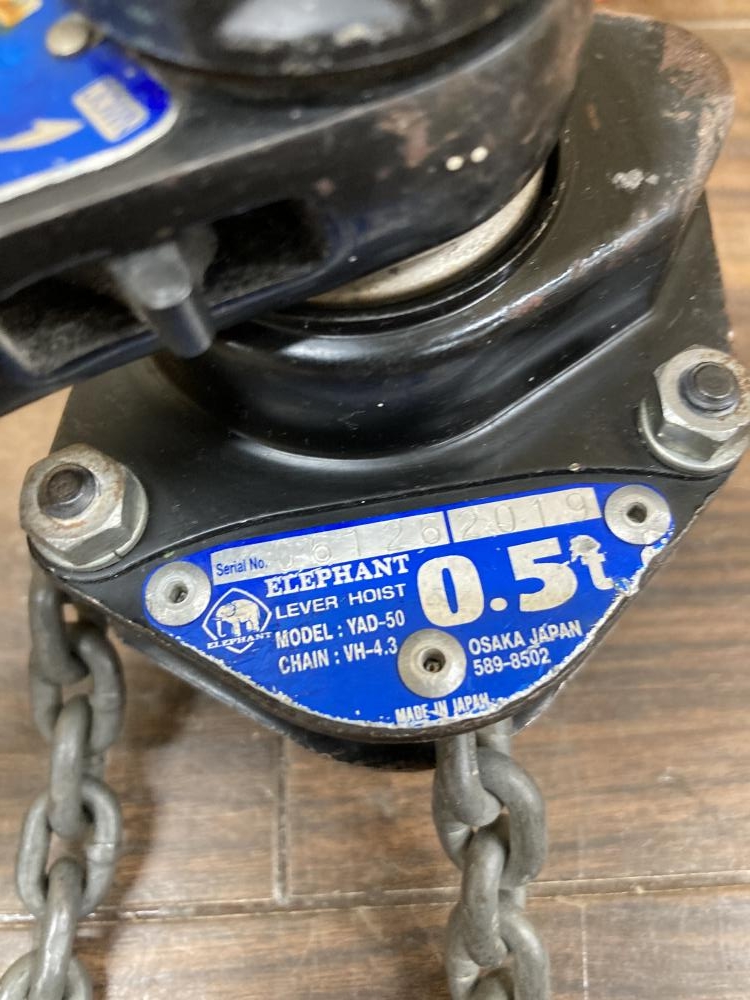 Serial No. 061262019
ELEPHANT
LEVER HOIST
0.5t
MODEL : YAD-50
CHAIN : VH-4.3
ELEPHANT
OSAKA JAPAN
589-8502
MADE IN JAPAN